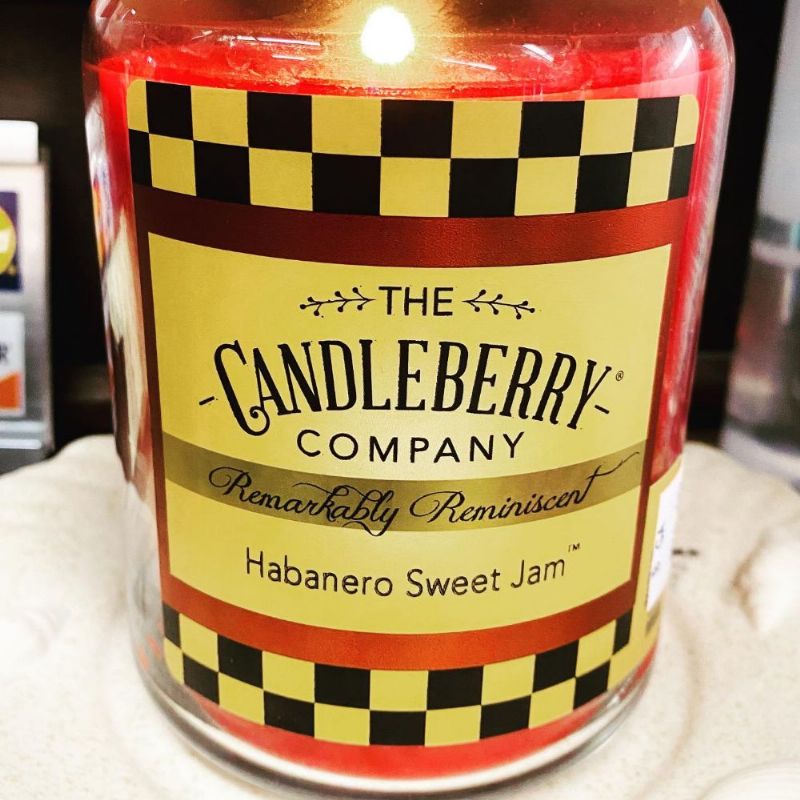 THE
CANDLEBERRY®
COMPANY
Remarkably Reminiscent
Habanero Sweet Jam™